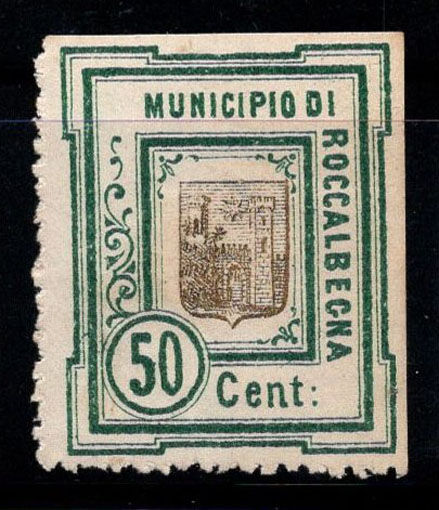 MUNICIPIO DI
ROCCALBEGNA
50
Cent: